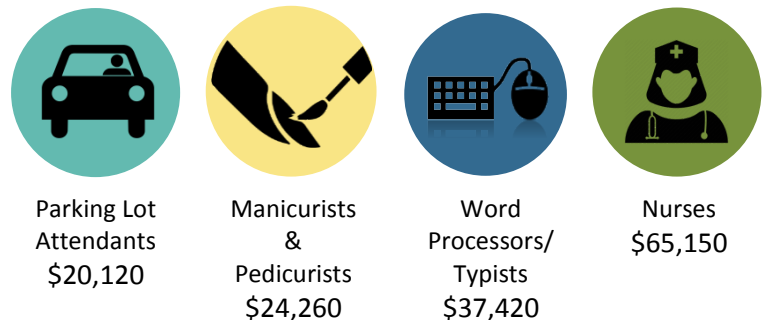 Parking Lot
Attendants
$20,120
Manicurists
&
Pedicurists
$24,260
Word
Processors/
Typists
$37,420
Nurses
$65,150